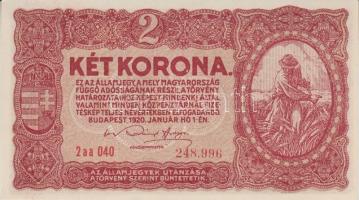 2
KÉT KORONA.
EZ AZ ÁLLAMJEGY A MELY MAGYARORSZÁG
FÜGGŐ ADÓSSÁGÁNAK RÉSZE, A TÖRVÉNY
HATÁROZATAIHOZ KÉPEST MINDENKI ÁLTAL,
VALAMINT MINDEN KÖZPÉNZTÁRNÁL FIZE-
TÉSKÉP TELJES NÉVÉRTÉKBEN ELFOGADANDÓ.
BUDAPEST 1920. JANUÁR HÓ 1-ÉN.
2aa 040
248.996
AZ ÁLLAMJEGYEK UTÁNZÁSA
A TÖRVÉNY SZERINT BÜNTETTETIK.